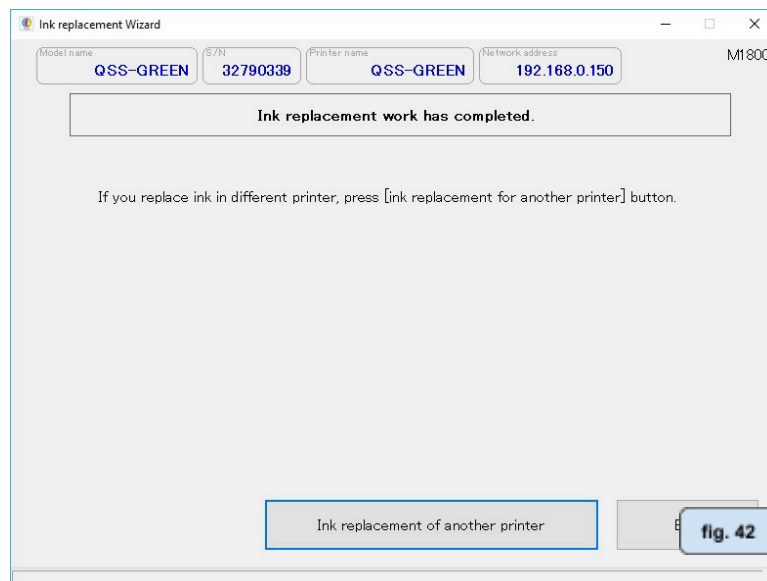 Ink replacement Wizard
Model name
QSS-GREEN
S/N
32790339
Printer name
QSS-GREEN
Network address
192.168.0.150
M1800
Ink replacement work has completed.
If you replace ink in different printer, press [ink replacement for another printer] button.
Ink replacement of another printer
fig. 42